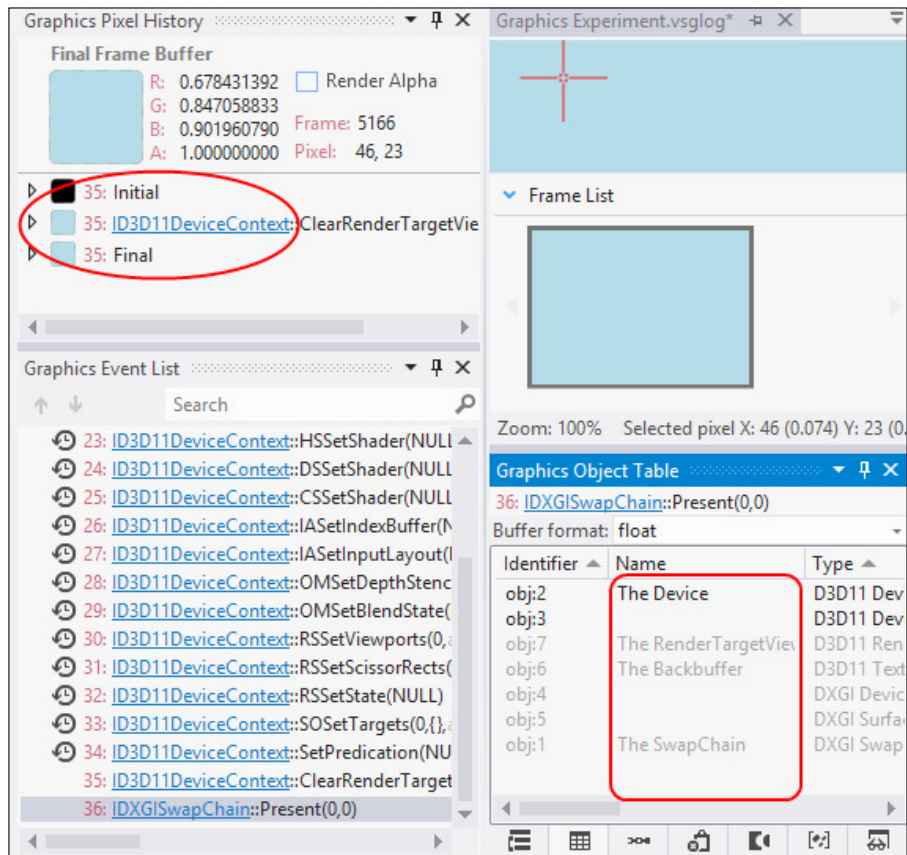 Graphics Pixel History
Final Frame Buffer
R: 0.678431392
Render Alpha
G: 0.847058833
B: 0.901960790
Frame: 5166
A: 1.000000000
Pixel: 46, 23
35: Initial
35: ID3D11DeviceContext::ClearRenderTargetVie
35: Final
Graphics Event List
Search
23: ID3D11DeviceContext::HSSetShader(NULL
24: ID3D11DeviceContext::DSSetShader(NULL
25: ID3D11DeviceContext::CSSetShader(NULL
26: ID3D11DeviceContext::IASetIndexBuffer(N
27: ID3D11DeviceContext::IASetInputLayout(
28: ID3D11DeviceContext::OMSetDepthStenc
29: ID3D11DeviceContext::OMSetBlendState(
30: ID3D11DeviceContext::RSSetViewports(0,
31: ID3D11DeviceContext::RSSetScissorRects(
32: ID3D11DeviceContext::RSSetState(NULL)
33: ID3D11DeviceContext::SOSetTargets(0,{},
34: ID3D11DeviceContext::SetPredication(NU
35: ID3D11DeviceContext::ClearRenderTarget
36: IDXGISwapChain::Present(0,0)
Graphics Experiment.vsglog*
Frame List
Zoom: 100% Selected pixel X: 46 (0.074) Y: 23 (0.
Graphics Object Table
36: IDXGISwapChain::Present(0,0)
Buffer format: float
Identifier Name Type
obj:2 The Device D3D11 Dev
obj:3 D3D11 Dev
obj:7 The RenderTargetView D3D11 Ren
obj:6 The Backbuffer D3D11 Text
obj:4 DXGI Devic
obj:5 DXGI Surfa
obj:1 The SwapChain DXGI Swap